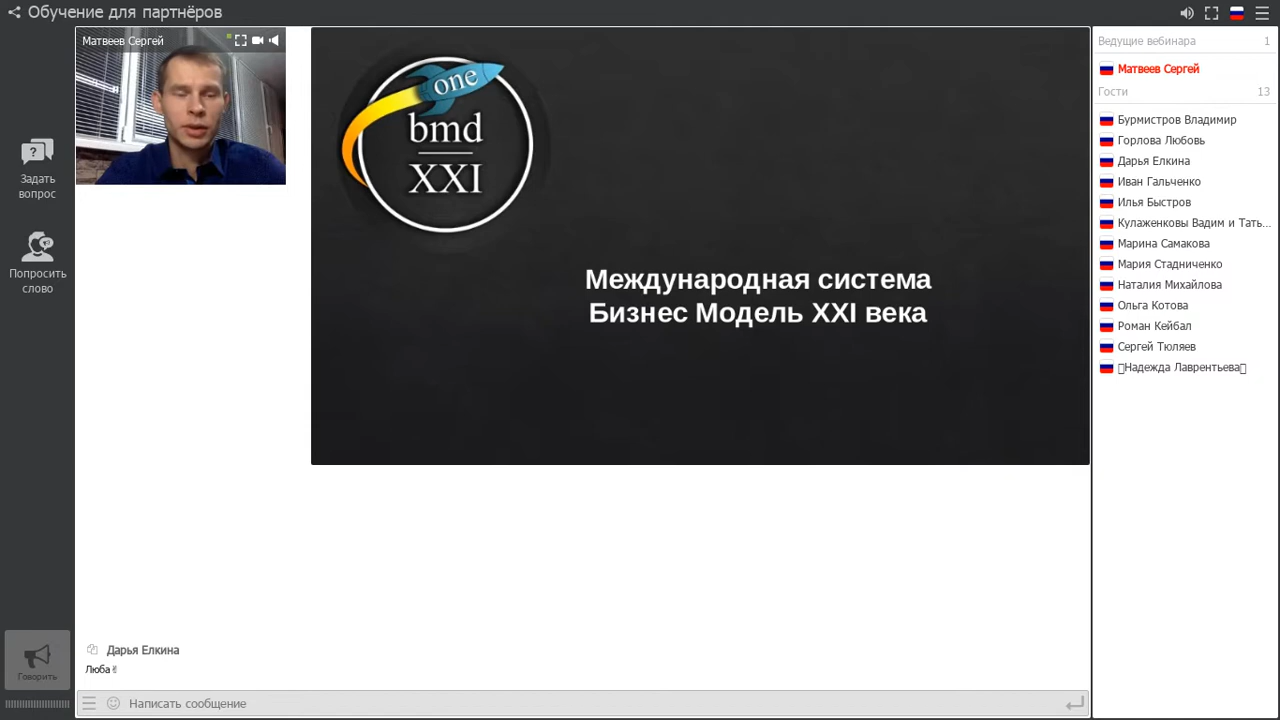 Обучение для партнёров
Матвеев Сергей
one
bmd
XXI
Международная система
Бизнес Модель XXI века
Задать
вопрос
Попросить
слово
Говорить
Дарья Елкина
Люба✌
Написать сообщение
Ведущие вебинара 1
Матвеев Сергей
Гости 13
Бурмистров Владимир
Горлова Любовь
Дарья Елкина
Иван Гальченко
Илья Быстров
Кулаженковы Вадим и Тать...
Марина Самакова
Мария Стадниченко
Наталия Михайлова
Ольга Котова
Роман Кейбал
Сергей Тюляев
Надежда Лаврентьева